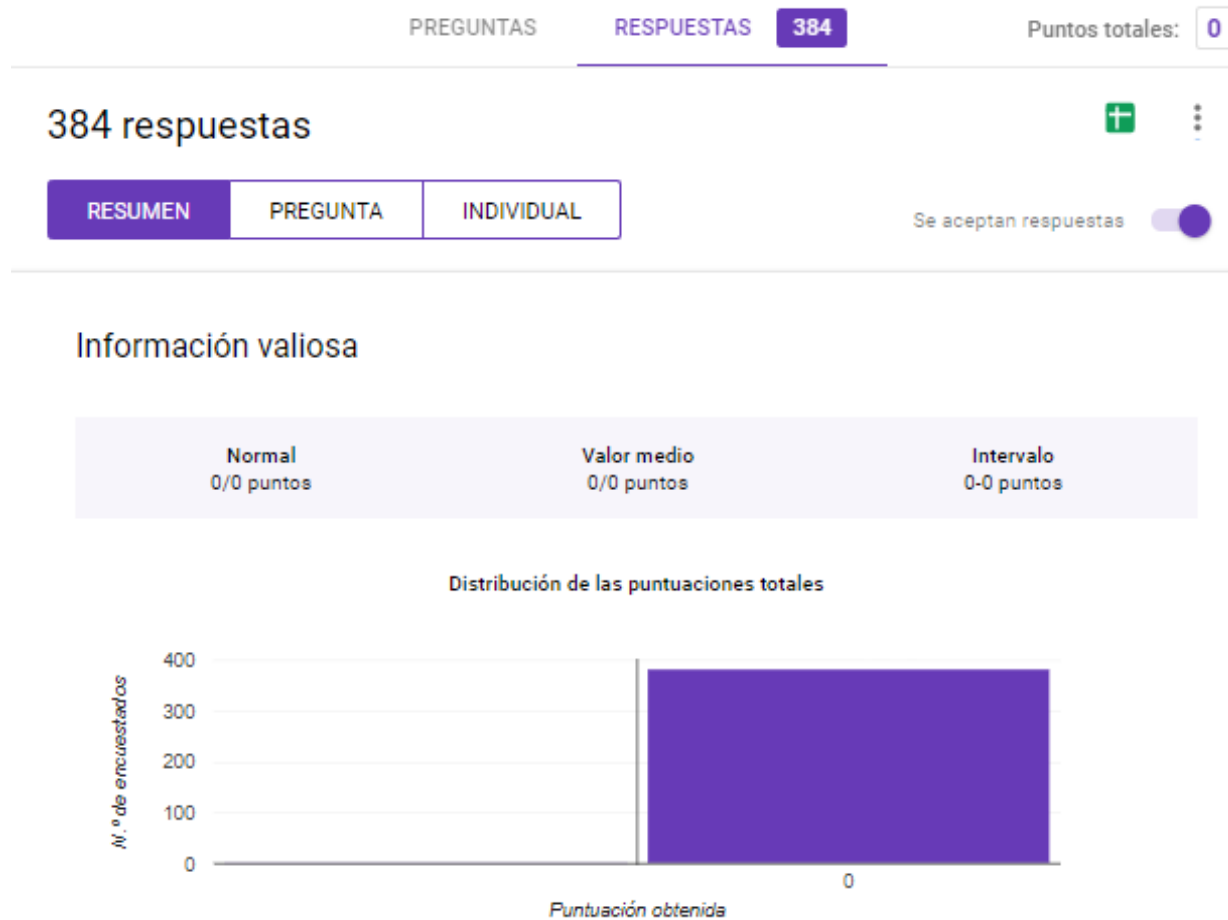 PREGUNTAS RESPUESTAS 384 Puntos totales: 0
384 respuestas
RESUMEN PREGUNTA INDIVIDUAL
Se aceptan respuestas
Información valiosa
Normal Valor medio Intervalo
0/0 puntos 0/0 puntos 0-0 puntos
Distribución de las puntuaciones totales
N.º de encuestados
400
300
200
100
0
0
Puntuación obtenida